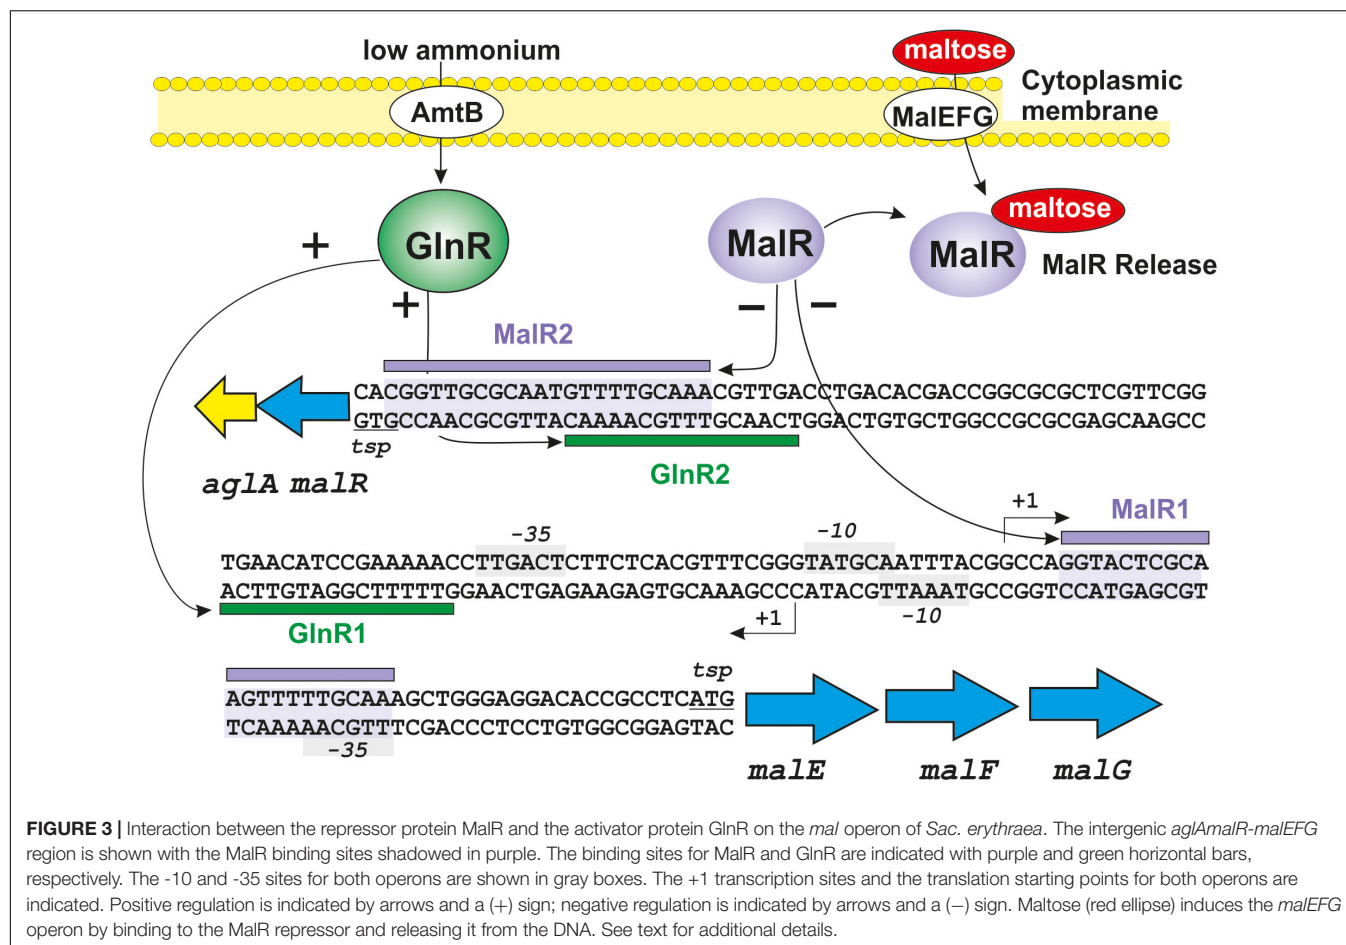 low ammonium
maltose
Cytoplasmic
membrane
AmtB
MalEFG
GlnR
MalR
maltose
MalR
MalR Release
+
+
−
−
MalR2
CACGGTTGCGCAATGTTTTGCAAACGTTGACCTGACACGACCGGCGCGCTCGTTCGG
GTGCCAACGCGTTACAAAACGTTTGCAACTGGACTGTGCTGGCCGCGCGAGCAAGCC
tsp
GlnR2
aglA malR
+1
MalR1
-35
-10
TGAACATCCGAAAAACCTTGACTCTTCTCACGTTTCGGGTATGCAATTTACGGCCAGGTACTCGCA
ACTTGTAGGCTTTTTGGAACTGAGAAGAGTGCAAAGCCCATACGTTAAATGCCGGTCCATGAGCGT
GlnR1
+1
-10
tsp
AGTTTTTGCAAAGCTGGGAGGACACCGCCTCATG
TCAAAAACGTTTCGACCCTCCTGTGGCGGAGTAC
-35
malE
malF
malG
FIGURE 3 | Interaction between the repressor protein MalR and the activator protein GlnR on the mal operon of Sac. erythraea. The intergenic aglAmalR-malEFG
region is shown with the MalR binding sites shadowed in purple. The binding sites for MalR and GlnR are indicated with purple and green horizontal bars,
respectively. The -10 and -35 sites for both operons are shown in gray boxes. The +1 transcription sites and the translation starting points for both operons are
indicated. Positive regulation is indicated by arrows and a (+) sign; negative regulation is indicated by arrows and a (−) sign. Maltose (red ellipse) induces the malEFG
operon by binding to the MalR repressor and releasing it from the DNA. See text for additional details.